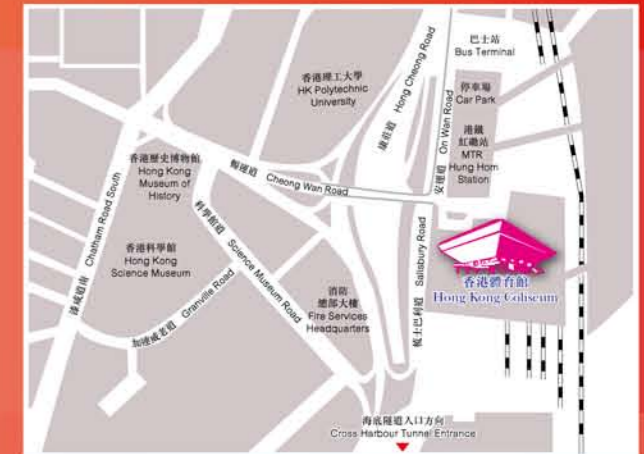 巴士站
Bus Terminal
香港理工大學
HK Polytechnic
University
康莊道 Hong Cheong Road
停車場
Car Park
港鐵
紅磡站
MTR
Hung Hom
Station
安運道 On Wan Road
香港歷史博物館
Hong Kong
Museum of
History
暢運道 Cheong Wan Road
漆咸道南 Chatham Road South
科學館道 Science Museum Road
香港科學館
Hong Kong
Science Museum
加連威老道 Granville Road
消防
總部大樓
Fire Services
Headquarters
梳士巴利道 Salisbury Road
香港體育館
Hong Kong Coliseum
海底隧道入口方向
Cross Harbour Tunnel Entrance